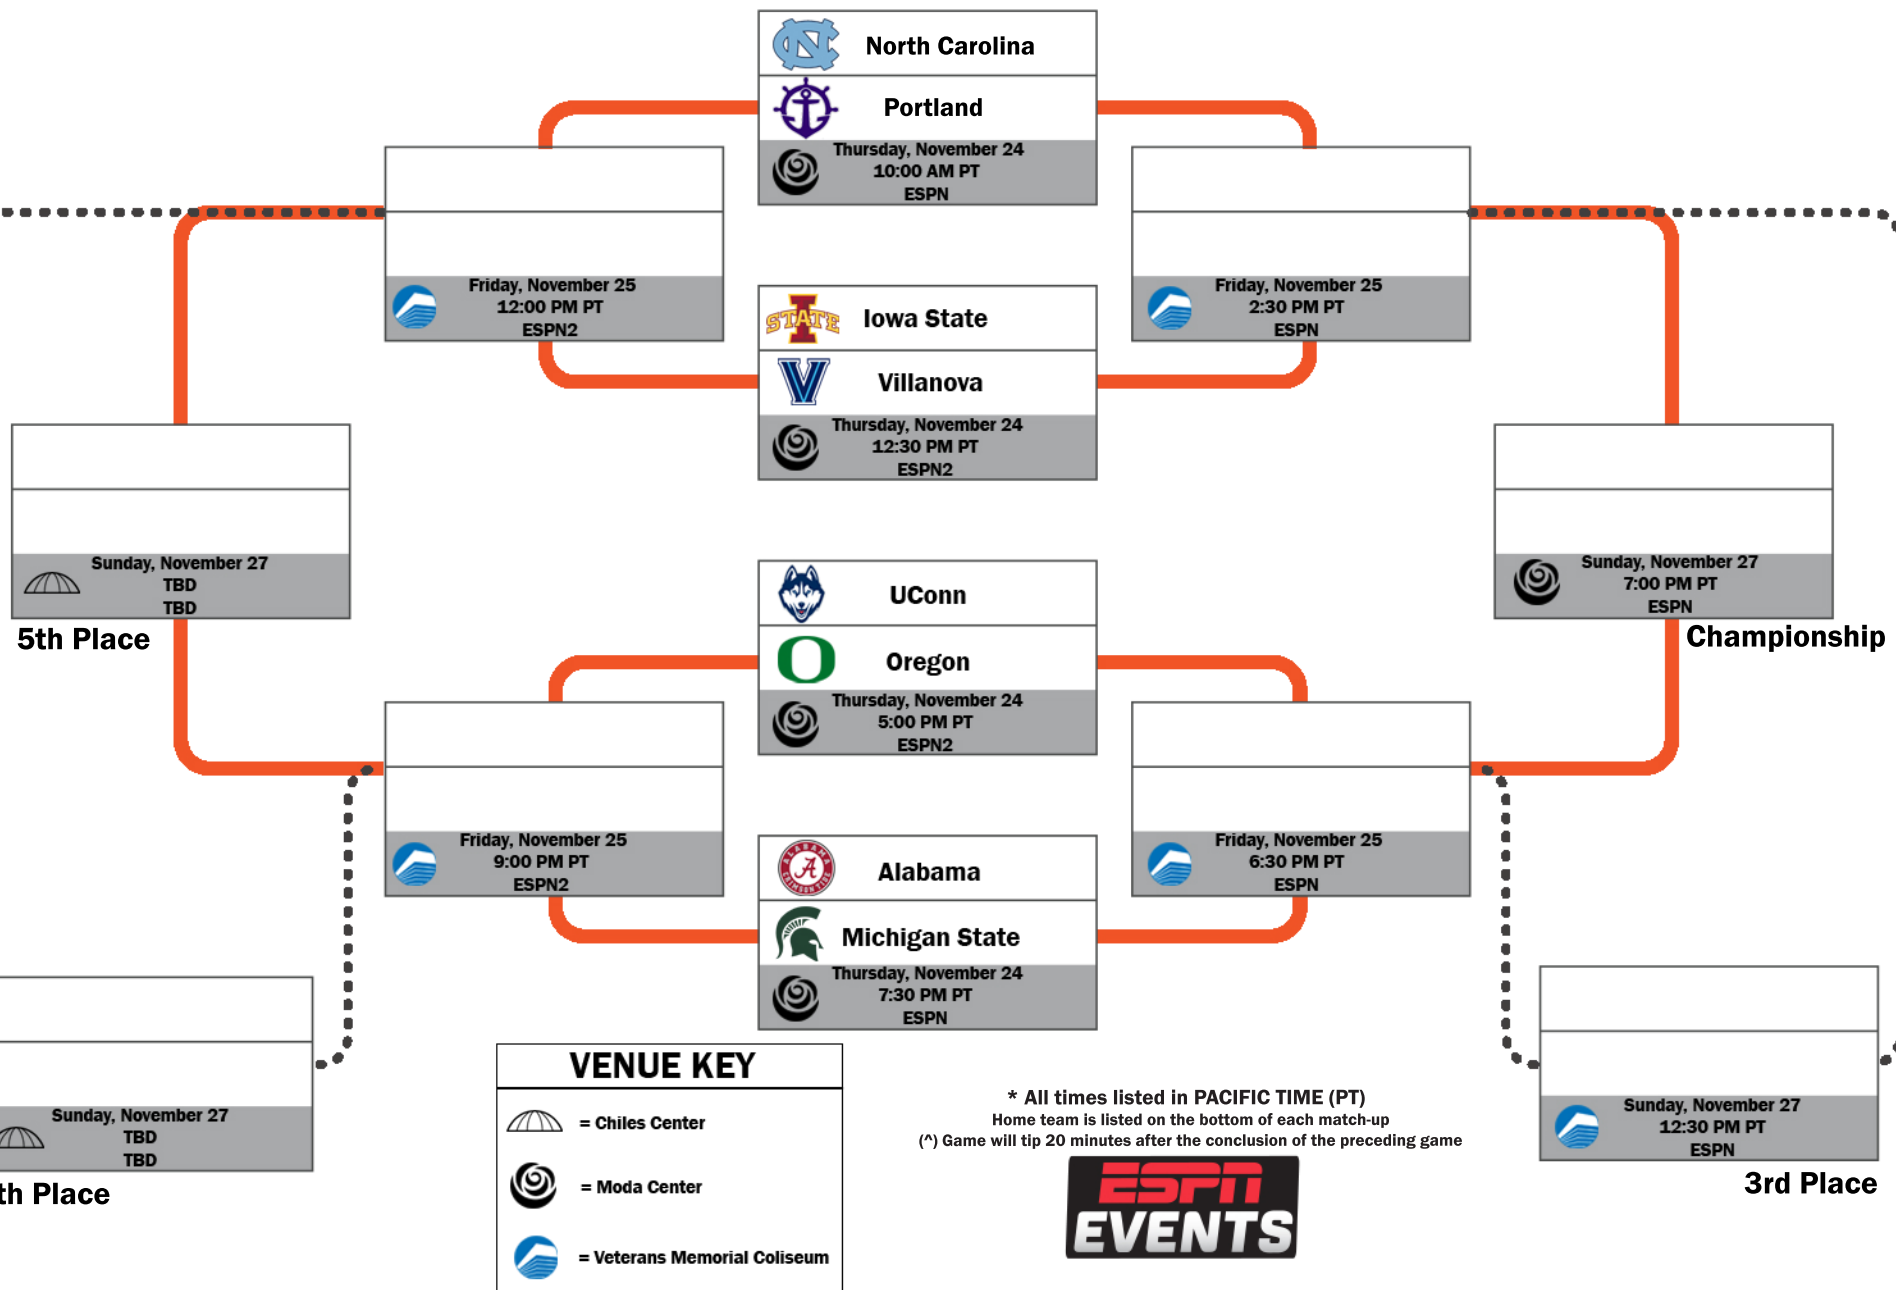 North Carolina
Portland
Thursday, November 24
10:00 AM PT
ESPN
Friday, November 25
12:00 PM PT
ESPN2
Friday, November 25
2:30 PM PT
ESPN
STATE
Iowa State
Villanova
Thursday, November 24
12:30 PM PT
ESPN2
Sunday, November 27
TBD
TBD
5th Place
Sunday, November 27
7:00 PM PT
ESPN
Championship
UConn
Oregon
Thursday, November 24
5:00 PM PT
ESPN2
Friday, November 25
9:00 PM PT
ESPN2
Friday, November 25
6:30 PM PT
ESPN
ALABAMA
A
CRIMSON TIDE
Alabama
Michigan State
Thursday, November 24
7:30 PM PT
ESPN
Sunday, November 27
TBD
TBD
th Place
Sunday, November 27
12:30 PM PT
ESPN
3rd Place
VENUE KEY
= Chiles Center
= Moda Center
= Veterans Memorial Coliseum
* All times listed in PACIFIC TIME (PT)
Home team is listed on the bottom of each match-up
(^) Game will tip 20 minutes after the conclusion of the preceding game
ESPN
EVENTS